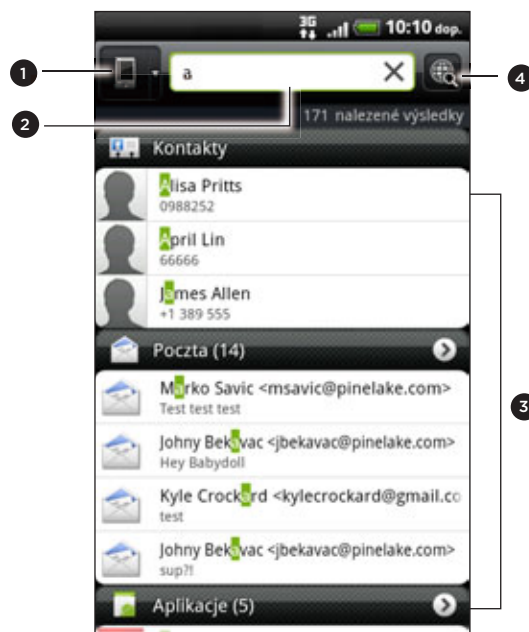 3G 10:10 dop.
1
a
4
2
171 nalezené výsledky
Kontakty
Alisa Pritts
0988252
April Lin
66666
James Allen
+1 389 555
Poczta (14)
3
Marko Savic <msavic@pinelake.com>
Test test test
Johny Bekavac <jbekavac@pinelake.com>
Hey Babydoll
Kyle Crockard <kylecrockard@gmail.co
test
Johny Bekavac <jbekavac@pinelake.com>
sup?!
Aplikacje (5)